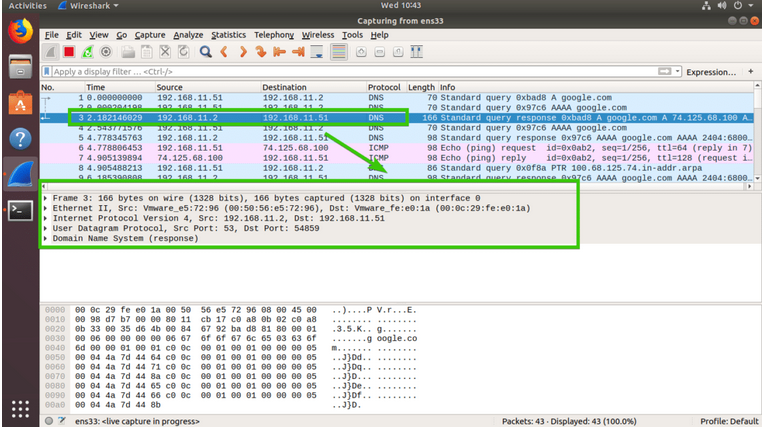 Activities Wireshark Wed 10:43
Capturing from ens33
File Edit View Go Capture Analyze Statistics Telephony Wireless Tools Help
Apply a display filter ... <Ctrl-/> Expression... +
No. Time Source Destination Protocol Length Info
1 0.000000000 192.168.11.51 192.168.11.2 DNS 70 Standard query 0xbad8 A google.com
2 0.000204198 192.168.11.51 192.168.11.2 DNS 70 Standard query 0x97c6 AAAA google.com
3 2.182146029 192.168.11.2 192.168.11.51 DNS 166 Standard query response 0xbad8 A google.com A 74.125.68.100 A...
4 2.543771576 192.168.11.51 192.168.11.2 DNS 70 Standard query 0x97c6 AAAA google.com
5 4.778345763 192.168.11.2 192.168.11.51 DNS 98 Standard query response 0x97c6 AAAA google.com AAAA 2404:6800...
6 4.778806453 192.168.11.51 74.125.68.100 ICMP 98 Echo (ping) request id=0x0ab2, seq=1/256, ttl=64 (reply in 7)
7 4.905139894 74.125.68.100 192.168.11.51 ICMP 98 Echo (ping) reply id=0x0ab2, seq=1/256, ttl=128 (request i...
8 4.905488213 192.168.11.51 192.168.11.2 DNS 86 Standard query 0x0f8a PTR 100.68.125.74.in-addr.arpa
9 6.185390808 192.168.11.2 192.168.11.51 DNS 98 Standard query response 0x97c6 AAAA google.com AAAA 2404:6800...
Frame 3: 166 bytes on wire (1328 bits), 166 bytes captured (1328 bits) on interface 0
Ethernet II, Src: Vmware_e5:72:96 (00:50:56:e5:72:96), Dst: Vmware_fe:e0:1a (00:0c:29:fe:e0:1a)
Internet Protocol Version 4, Src: 192.168.11.2, Dst: 192.168.11.51
User Datagram Protocol, Src Port: 53, Dst Port: 54859
Domain Name System (response)
0000 00 0c 29 fe e0 1a 00 50 56 e5 72 96 08 00 45 00 ..)....P V.r...E.
0010 00 98 d7 b7 00 00 80 11 cb 17 c0 a8 0b 02 c0 a8 ........ ........
0020 0b 33 00 35 d6 4b 00 84 67 92 ba d8 81 80 00 01 .3.5.K.. g.......
0030 00 06 00 00 00 00 06 67 6f 6f 67 6c 65 03 63 6f .......g oogle.co
0040 6d 00 00 01 00 01 c0 0c 00 01 00 01 00 00 00 05 m....... ........
0050 00 04 4a 7d 44 64 c0 0c 00 01 00 01 00 00 00 05 ..J}Dd.. ........
0060 00 04 4a 7d 44 71 c0 0c 00 01 00 01 00 00 00 05 ..J}Dq.. ........
0070 00 04 4a 7d 44 8a c0 0c 00 01 00 01 00 00 00 05 ..J}D... ........
0080 00 04 4a 7d 44 65 c0 0c 00 01 00 01 00 00 00 05 ..J}De.. ........
0090 00 04 4a 7d 44 66 c0 0c 00 01 00 01 00 00 00 05 ..J}Df.. ........
00a0 00 04 4a 7d 44 8b ..J}D.
ens33: <live capture in progress> Packets: 43 · Displayed: 43 (100.0%) Profile: Default